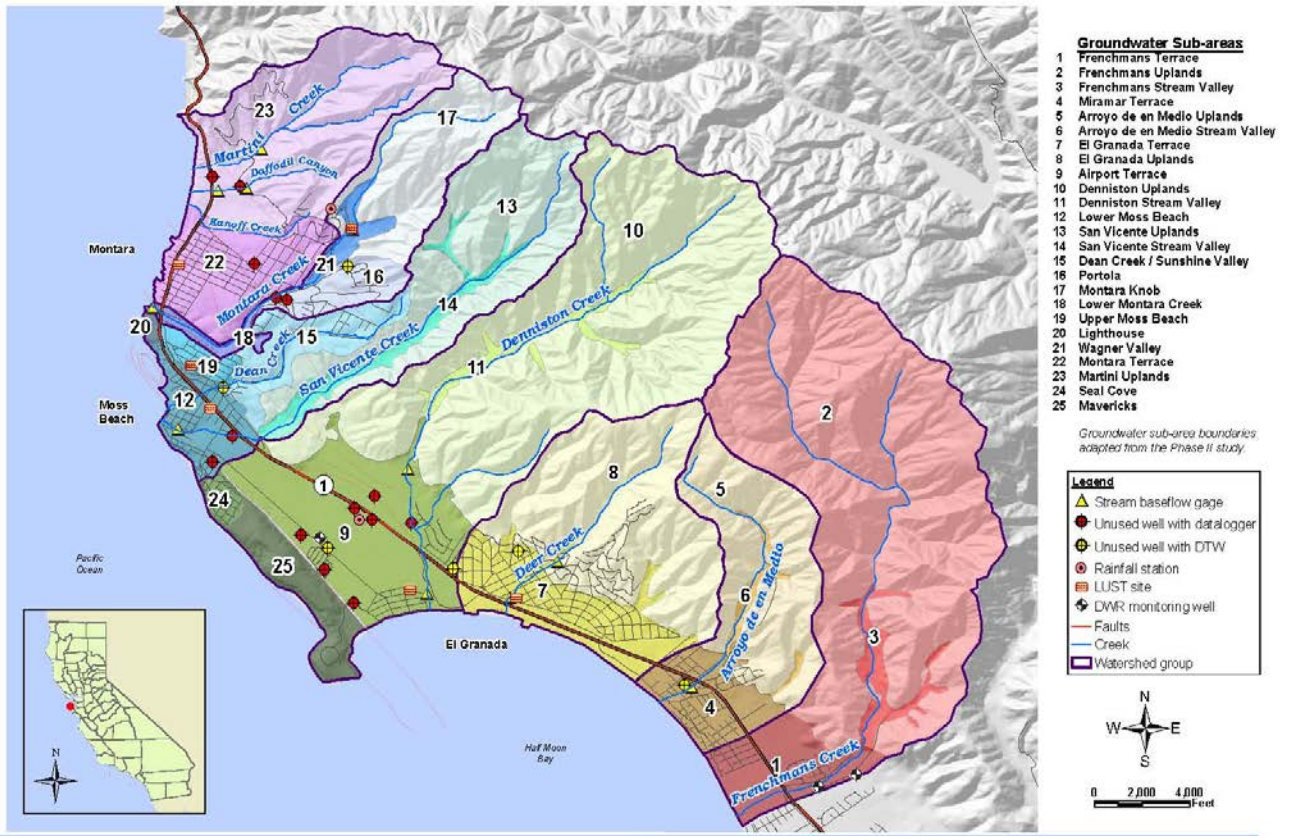 23
Martini Creek
17
Daffodil Canyon
Kanoff Creek
13
10
Montara
22
21
16
Montara Creek
14
Denniston Creek
20
18
15
Dean Creek
San Vicente Creek
19
11
12
Moss
Beach
2
8
5
24
1
9
25
Deer Creek
7
Arroyo de en Medio
6
3
Pacific
Ocean
El Granada
4
Half Moon
Bay
1
Frenchmans Creek
N
Groundwater Sub-areas
1 Frenchmans Terrace
2 Frenchmans Uplands
3 Frenchmans Stream Valley
4 Miramar Terrace
5 Arroyo de en Medio Uplands
6 Arroyo de en Medio Stream Valley
7 El Granada Terrace
8 El Granada Uplands
9 Airport Terrace
10 Denniston Uplands
11 Denniston Stream Valley
12 Lower Moss Beach
13 San Vicente Uplands
14 San Vicente Stream Valley
15 Dean Creek / Sunshine Valley
16 Portola
17 Montara Knob
18 Lower Montara Creek
19 Upper Moss Beach
20 Lighthouse
21 Wagner Valley
22 Montara Terrace
23 Martini Uplands
24 Seal Cove
25 Mavericks
Groundwater sub-area boundaries
adapted from the Phase II study.
Legend
Stream baseflow gage
Unused well with datalogger
Unused well with DTW
Rainfall station
LUST site
DWR monitoring well
Faults
Creek
Watershed group
N
W E
S
0 2,000 4,000
Feet